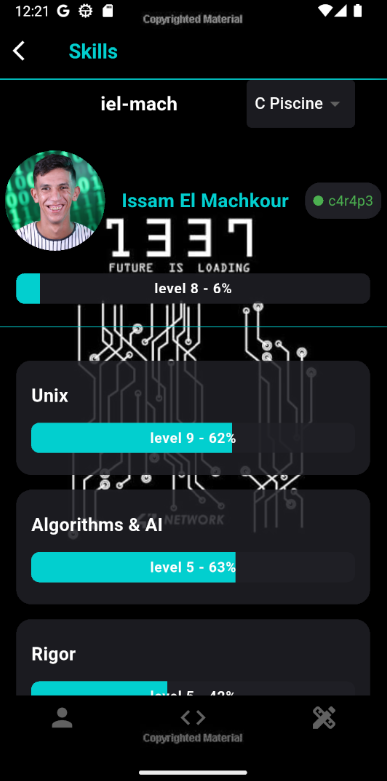 12:21
Copyrighted Material
Skills
iel-mach
C Piscine
Issam El Machkour
c4r4p3
1337
FUTURE IS LOADING
level 8 - 6%
Unix
level 9 - 62%
NETWORK
Algorithms & AI
level 5 - 63%
Rigor
level 5 - 42%
Copyrighted Material